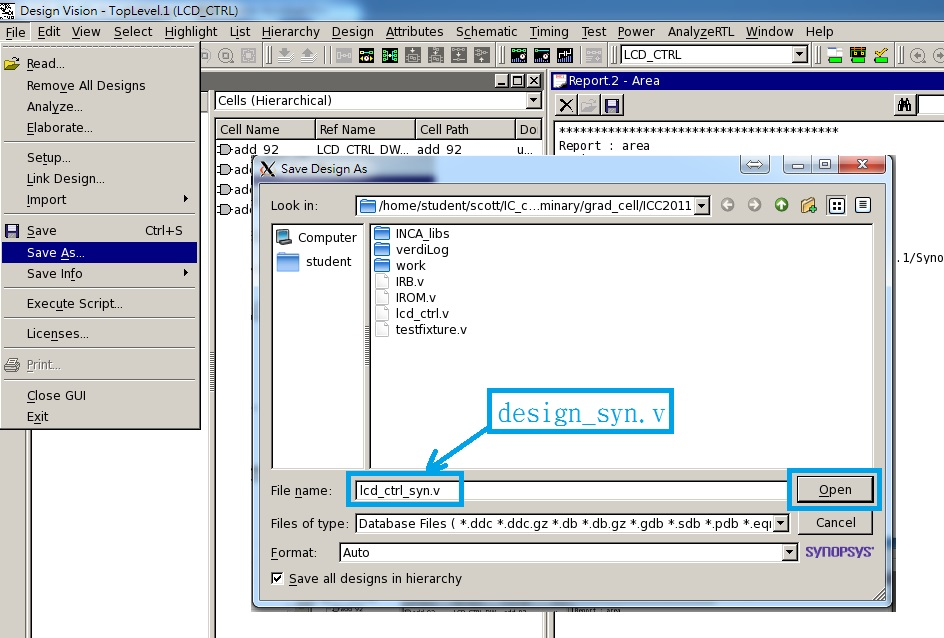 Design Vision - TopLevel.1 (LCD_CTRL)
File Edit View Select Highlight List Hierarchy Design Attributes Schematic Timing Test Power AnalyzeRTL Window Help
LCD_CTRL
Read...
Remove All Designs
Analyze...
Elaborate...
Setup...
Link Design...
Import
Save Ctrl+S
Save As...
Save Info
Execute Script...
Licenses...
Print...
Close GUI
Exit
Cells (Hierarchical)
Cell Name Ref Name Cell Path Do
add_92 LCD_CTRL_DW... add_92 u...
Report.2 - Area
****************************************
Report : area
.1/Syno
Save Design As
Look in: /home/student/scott/IC_c...minary/grad_cell/ICC2011
Computer
student
INCA_libs
verdiLog
work
IRB.v
IROM.v
lcd_ctrl.v
testfixture.v
design_syn.v
File name: lcd_ctrl_syn.v Open
Files of type: Database Files ( *.ddc *.ddc.gz *.db *.db.gz *.gdb *.sdb *.pdb *.eqn Cancel
Format: Auto SYNOPSYS
Save all designs in hierarchy